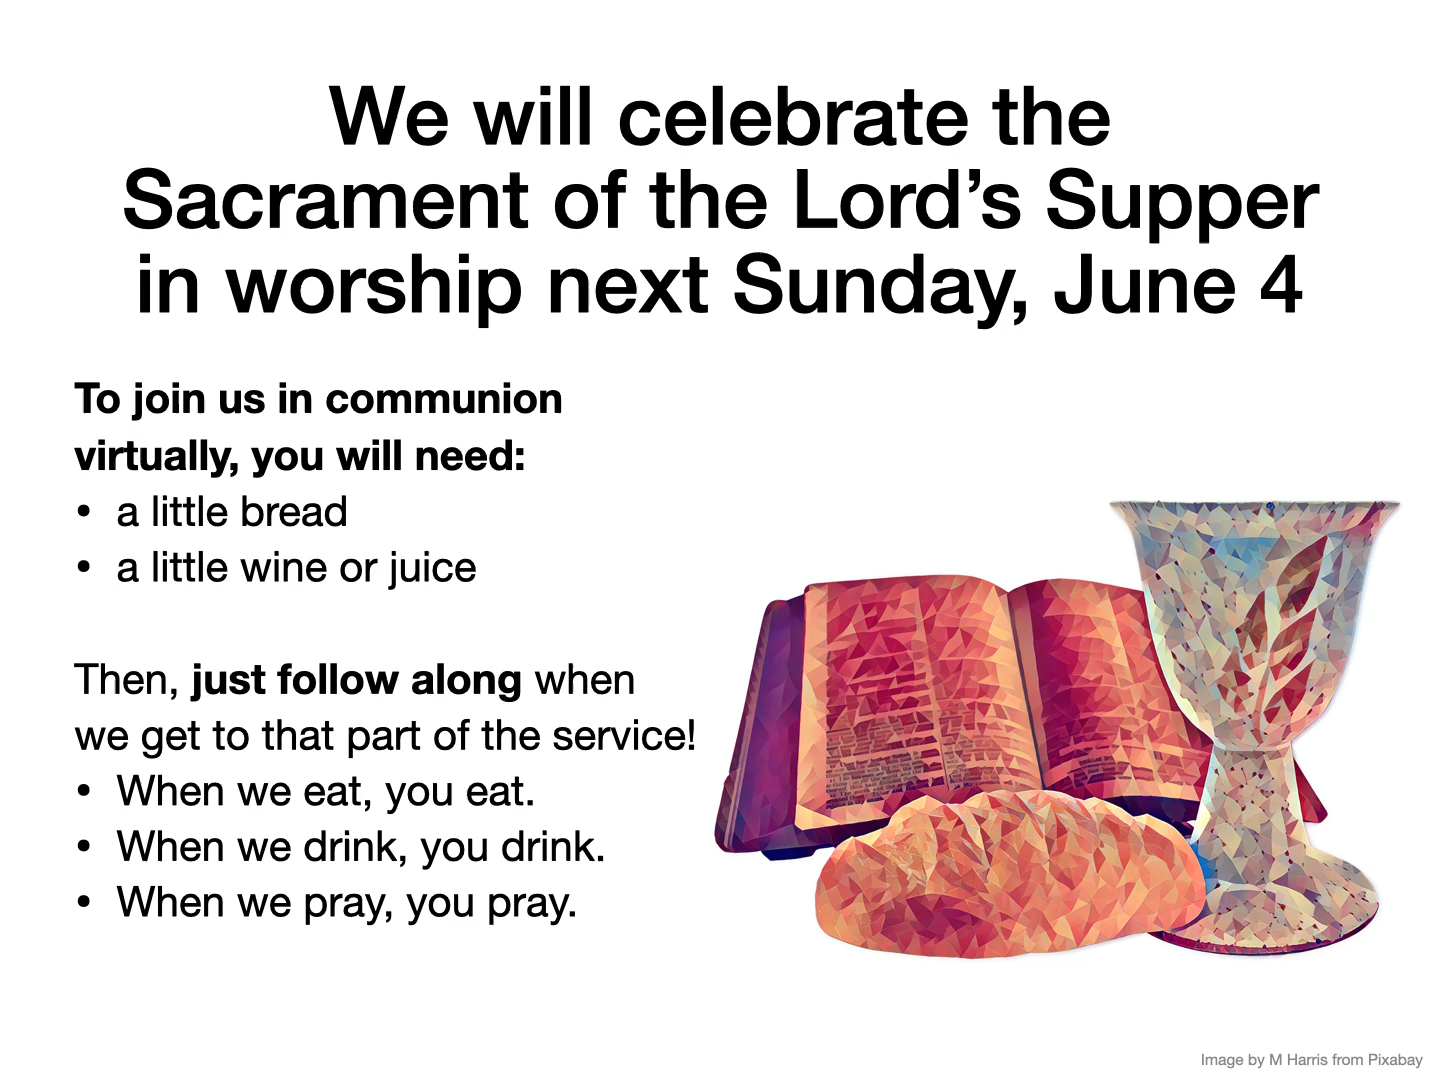 We will celebrate the
Sacrament of the Lord’s Supper
in worship next Sunday, June 4
To join us in communion
virtually, you will need:
• a little bread
• a little wine or juice
Then, just follow along when
we get to that part of the service!
• When we eat, you eat.
• When we drink, you drink.
• When we pray, you pray.
Image by M Harris from Pixabay